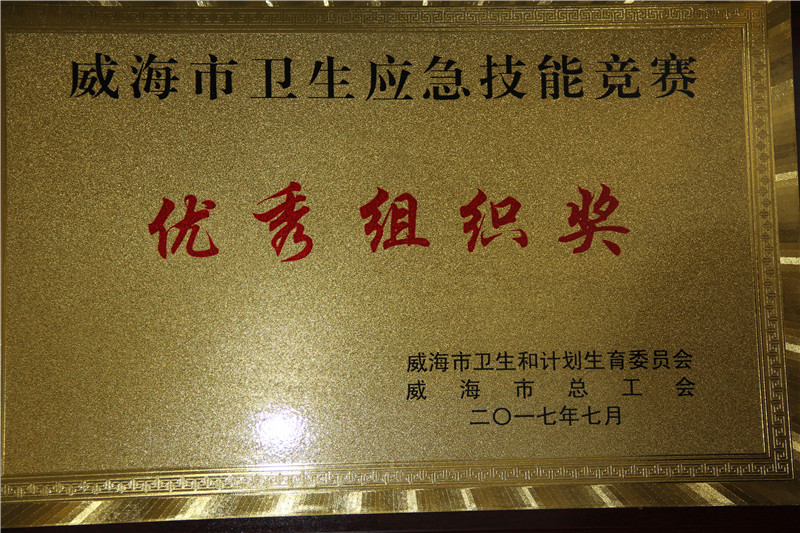 威海市卫生应急技能竞赛
优秀组织奖
威海市卫生和计划生育委员会
威海市总工会
二〇一七年七月